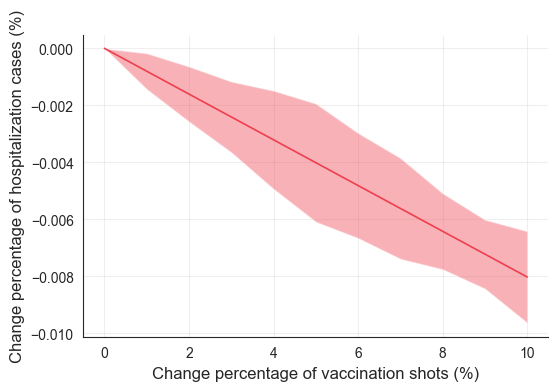 Change percentage of hospitalization cases (%)
0.000
−0.002
−0.004
−0.006
−0.008
−0.010
0 2 4 6 8 10
Change percentage of vaccination shots (%)